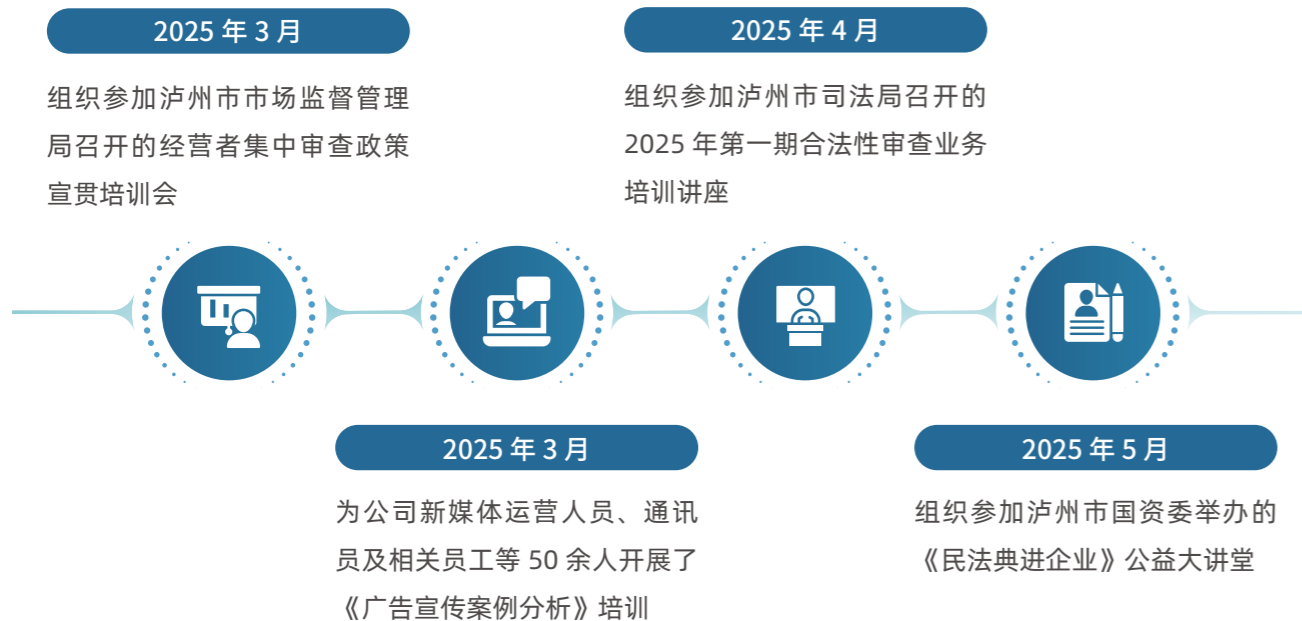 2025 年 3 月
组织参加泸州市市场监督管理
局召开的经营者集中审查政策
宣贯培训会
2025 年 3 月
为公司新媒体运营人员、通讯
员及相关员工等 50 余人开展了
《广告宣传案例分析》培训
2025 年 4 月
组织参加泸州市司法局召开的
2025 年第一期合法性审查业务
培训讲座
2025 年 5 月
组织参加泸州市国资委举办的
《民法典进企业》公益大讲堂